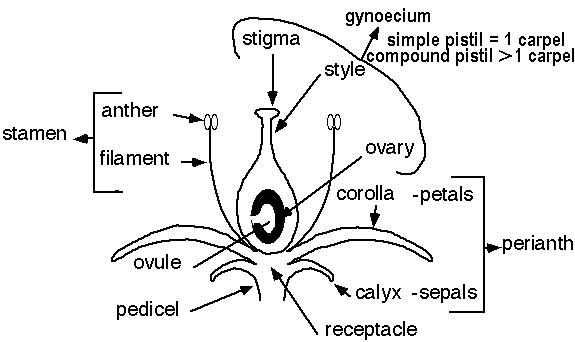 gynoecium
simple pistil = 1 carpel
compound pistil > 1 carpel
stigma
style
anther
stamen
filament
ovary
corolla -petals
perianth
ovule
calyx -sepals
pedicel
receptacle